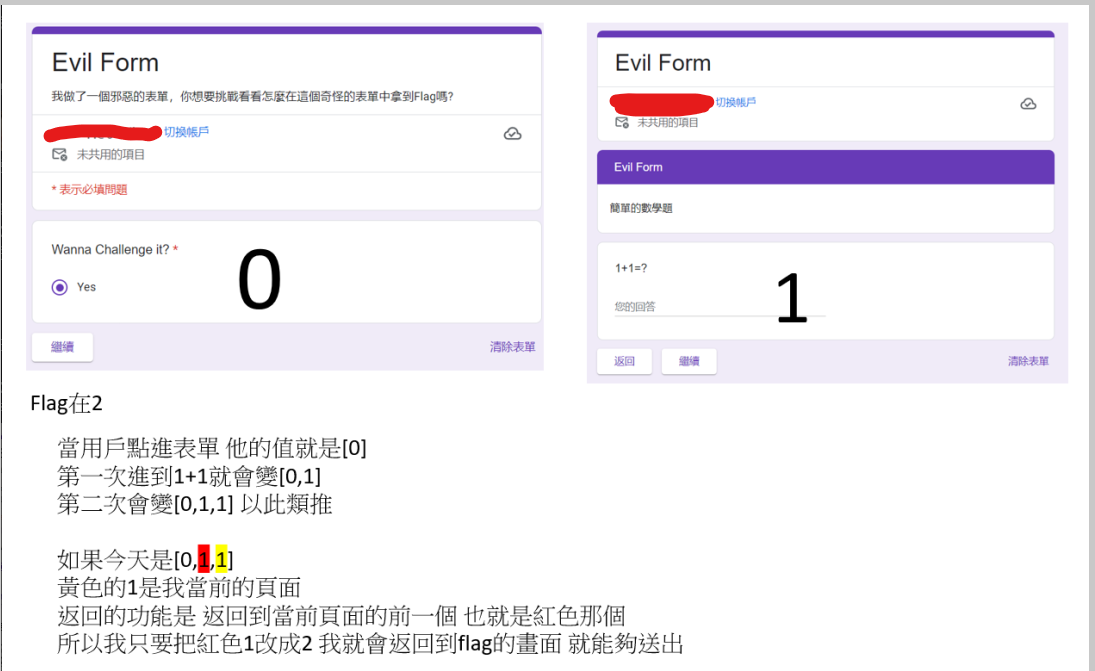 Evil Form
我做了一個邪惡的表單，你想要挑戰看看怎麼在這個奇怪的表單中拿到Flag嗎?
切換帳戶
未共用的項目
* 表示必填問題
Wanna Challenge it? *
Yes
0
繼續
清除表單
Evil Form
切換帳戶
未共用的項目
Evil Form
簡單的數學題
1+1=?
您的回答
1
返回
繼續
清除表單
Flag在2
當用戶點進表單 他的值就是[0]
第一次進到1+1就會變[0,1]
第二次會變[0,1,1] 以此類推
如果今天是[0,1,1]
黃色的1是我當前的頁面
返回的功能是 返回到當前頁面的前一個 也就是紅色那個
所以我只要把紅色1改成2 我就會返回到flag的畫面 就能夠送出